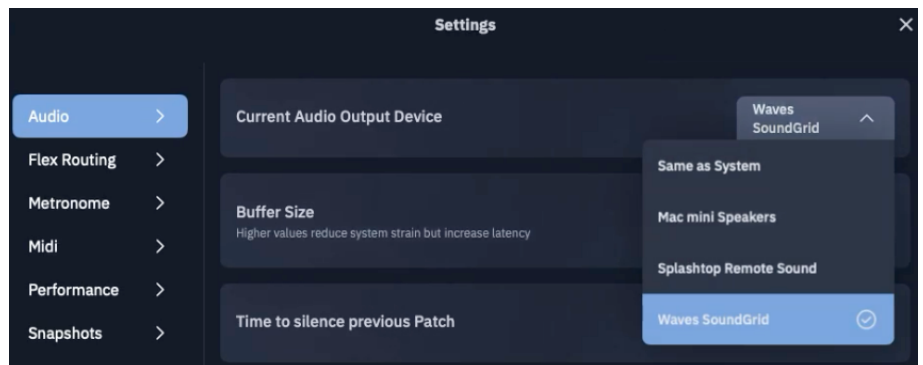 Settings
Audio
Flex Routing
Metronome
Midi
Performance
Snapshots
Current Audio Output Device
Waves
SoundGrid
Same as System
Mac mini Speakers
Splashtop Remote Sound
Waves SoundGrid
Buffer Size
Higher values reduce system strain but increase latency
Time to silence previous Patch